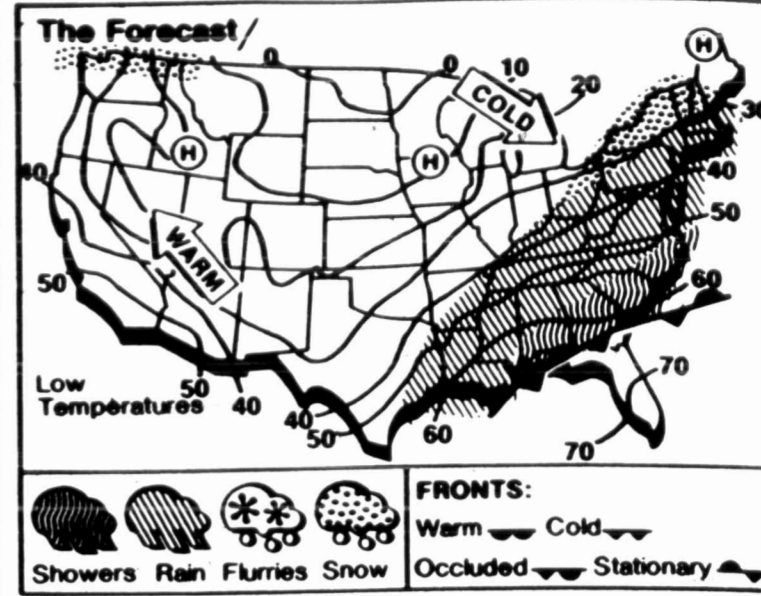 The Forecast
0
0
10
20
30
H
H
H
COLD
WARM
40
40
50
50
60
50
40
40
50
60
70
70
Low
Temperatures
Showers Rain Flurries Snow
FRONTS:
Warm Cold
Occluded Stationary